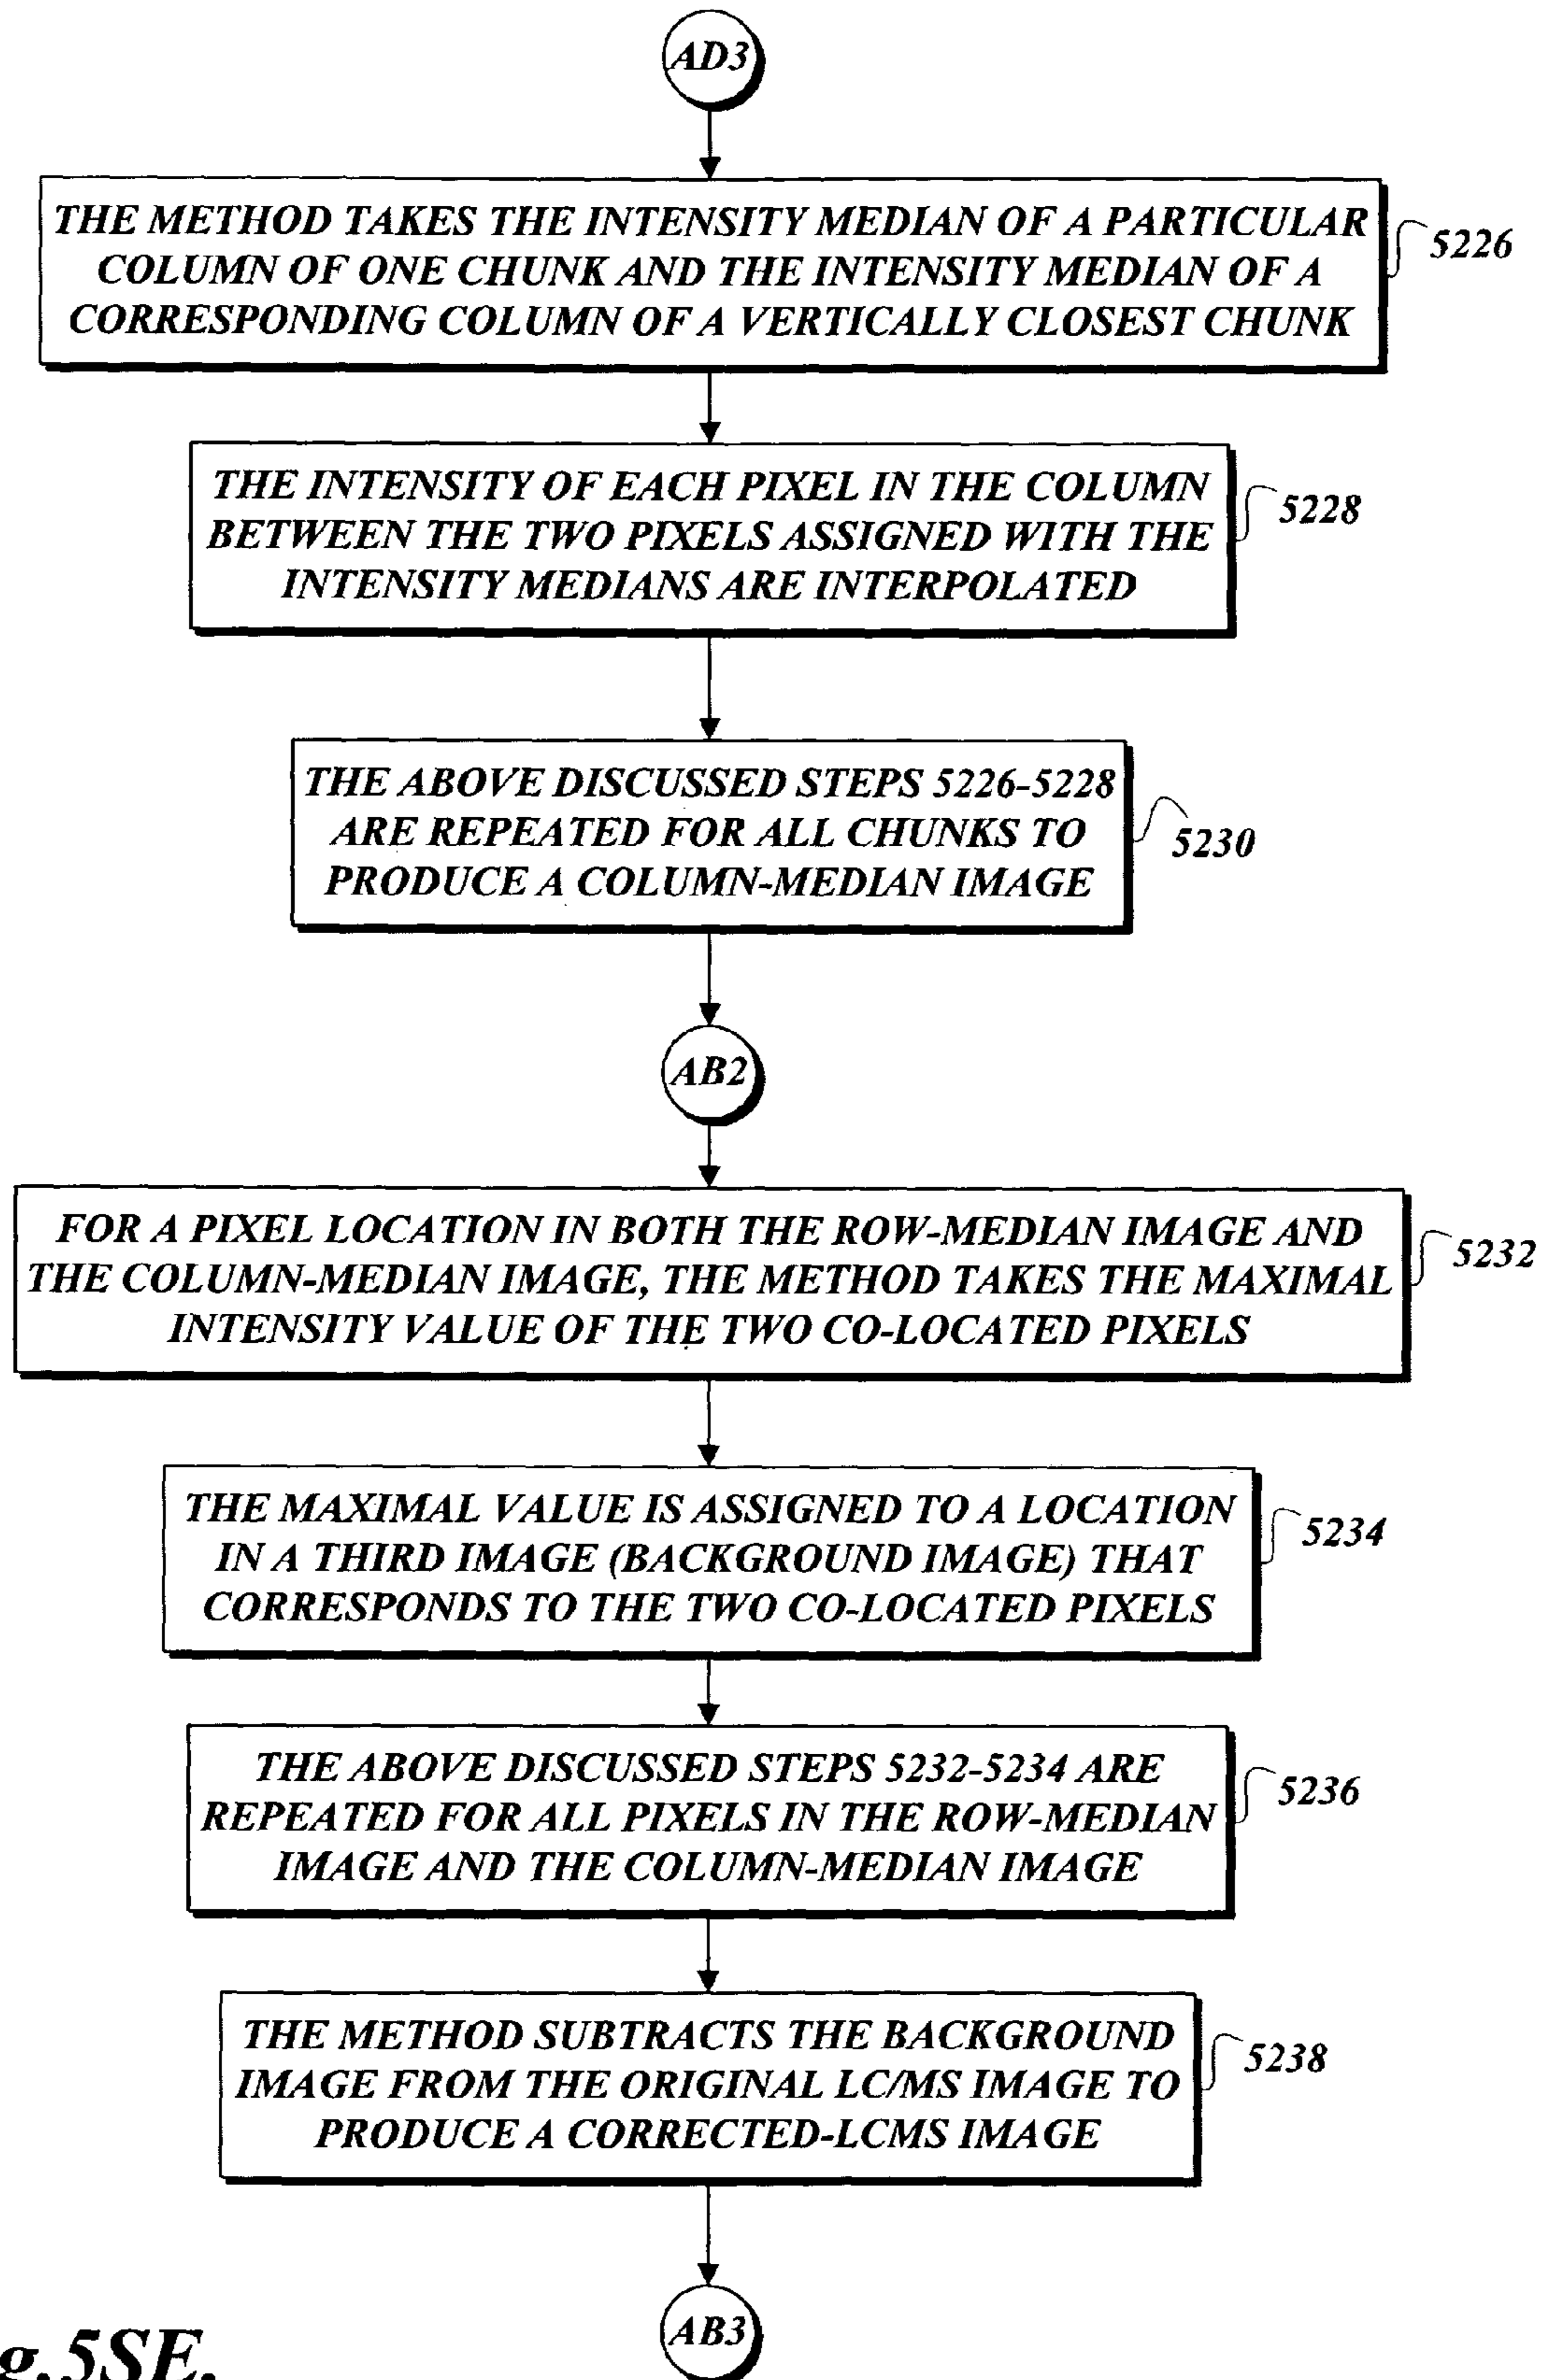 AD3
THE METHOD TAKES THE INTENSITY MEDIAN OF A PARTICULAR
COLUMN OF ONE CHUNK AND THE INTENSITY MEDIAN OF A
CORRESPONDING COLUMN OF A VERTICALLY CLOSEST CHUNK
5226
THE INTENSITY OF EACH PIXEL IN THE COLUMN
BETWEEN THE TWO PIXELS ASSIGNED WITH THE
INTENSITY MEDIANS ARE INTERPOLATED
5228
THE ABOVE DISCUSSED STEPS 5226-5228
ARE REPEATED FOR ALL CHUNKS TO
PRODUCE A COLUMN-MEDIAN IMAGE
5230
AB2
FOR A PIXEL LOCATION IN BOTH THE ROW-MEDIAN IMAGE AND
THE COLUMN-MEDIAN IMAGE, THE METHOD TAKES THE MAXIMAL
INTENSITY VALUE OF THE TWO CO-LOCATED PIXELS
5232
THE MAXIMAL VALUE IS ASSIGNED TO A LOCATION
IN A THIRD IMAGE (BACKGROUND IMAGE) THAT
CORRESPONDS TO THE TWO CO-LOCATED PIXELS
5234
THE ABOVE DISCUSSED STEPS 5232-5234 ARE
REPEATED FOR ALL PIXELS IN THE ROW-MEDIAN
IMAGE AND THE COLUMN-MEDIAN IMAGE
5236
THE METHOD SUBTRACTS THE BACKGROUND
IMAGE FROM THE ORIGINAL LC/MS IMAGE TO
PRODUCE A CORRECTED-LCMS IMAGE
5238
AB3
g.5SE.